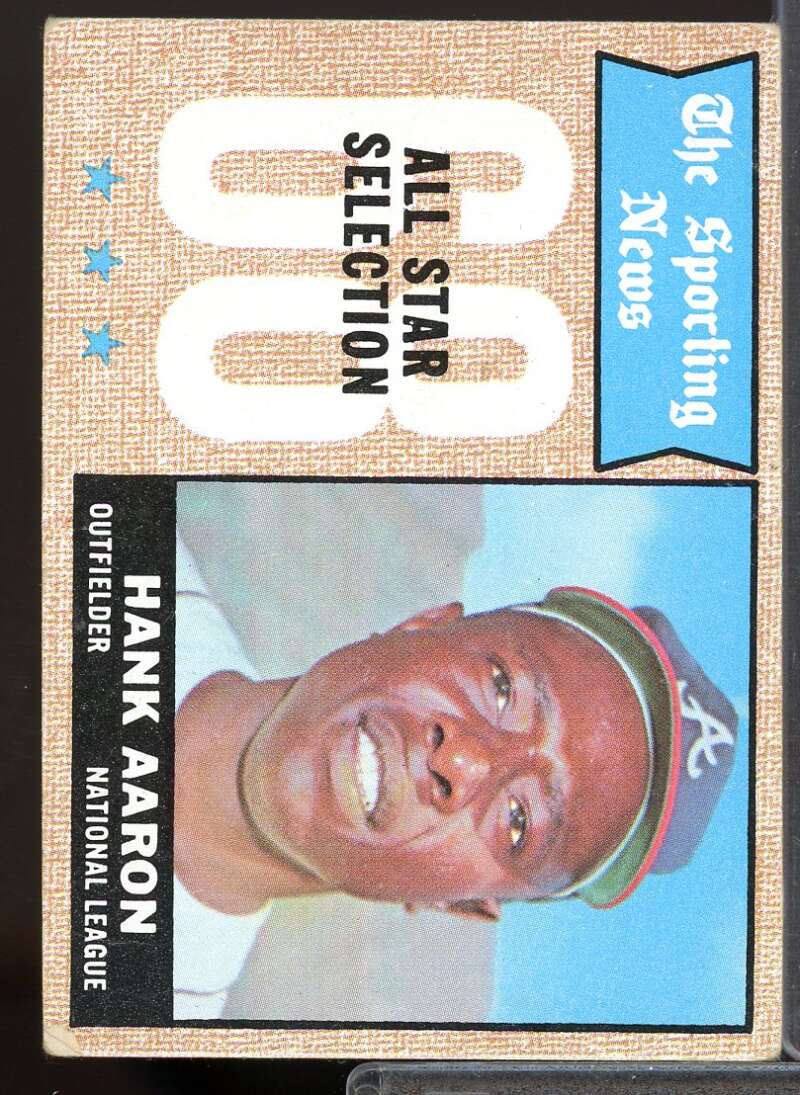 The Sporting
News
68
ALL STAR
SELECTION
A
HANK AARON
OUTFIELDER NATIONAL LEAGUE